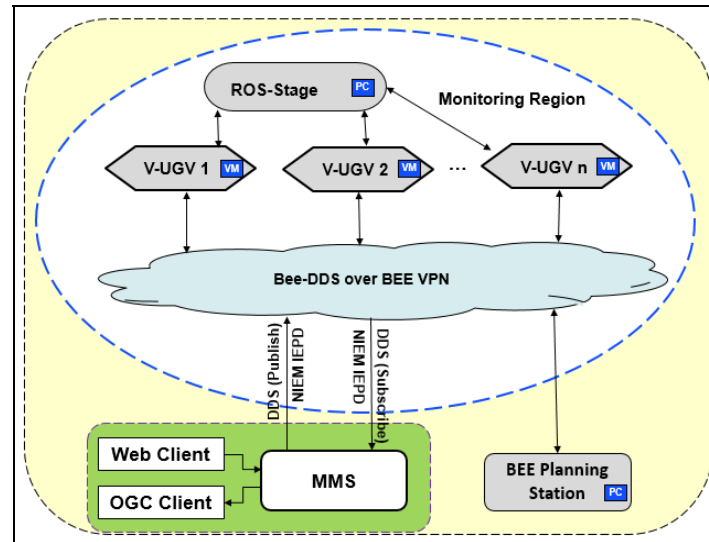 ROS-Stage
PC
Monitoring Region
V-UGV 1
VM
V-UGV 2
VM
...
V-UGV n
VM
Bee-DDS over BEE VPN
DDS (Publish)
NIEM IEPD
DDS (Subscribe)
NIEM IEPD
Web Client
OGC Client
MMS
BEE Planning
Station
PC